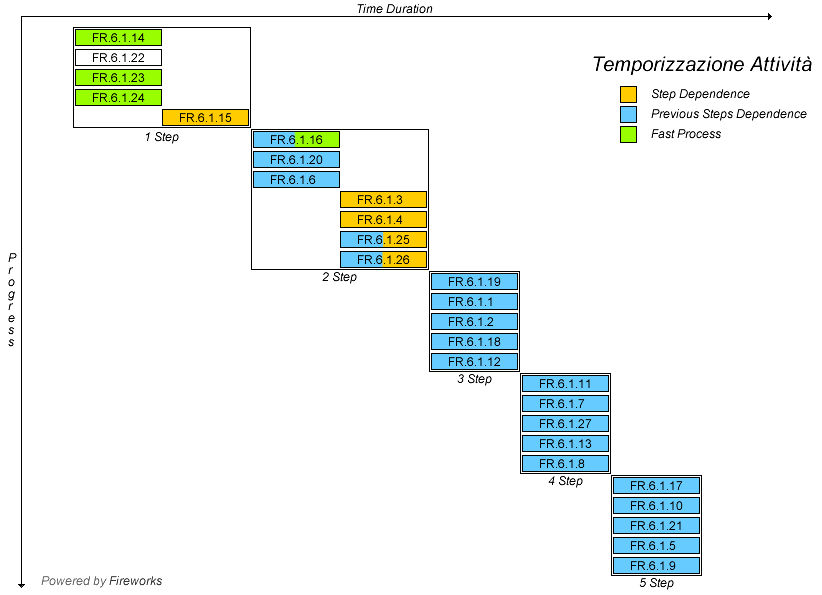 Time Duration
Temporizzazione Attività
Step Dependence
Previous Steps Dependence
Fast Process
FR.6.1.14
FR.6.1.22
FR.6.1.23
FR.6.1.24
FR.6.1.15
1 Step
FR.6.1.16
FR.6.1.20
FR.6.1.6
FR.6.1.3
FR.6.1.4
FR.6.1.25
FR.6.1.26
2 Step
Progress
FR.6.1.19
FR.6.1.1
FR.6.1.2
FR.6.1.18
FR.6.1.12
3 Step
FR.6.1.11
FR.6.1.7
FR.6.1.27
FR.6.1.13
FR.6.1.8
4 Step
FR.6.1.17
FR.6.1.10
FR.6.1.21
FR.6.1.5
FR.6.1.9
5 Step
Powered by Fireworks